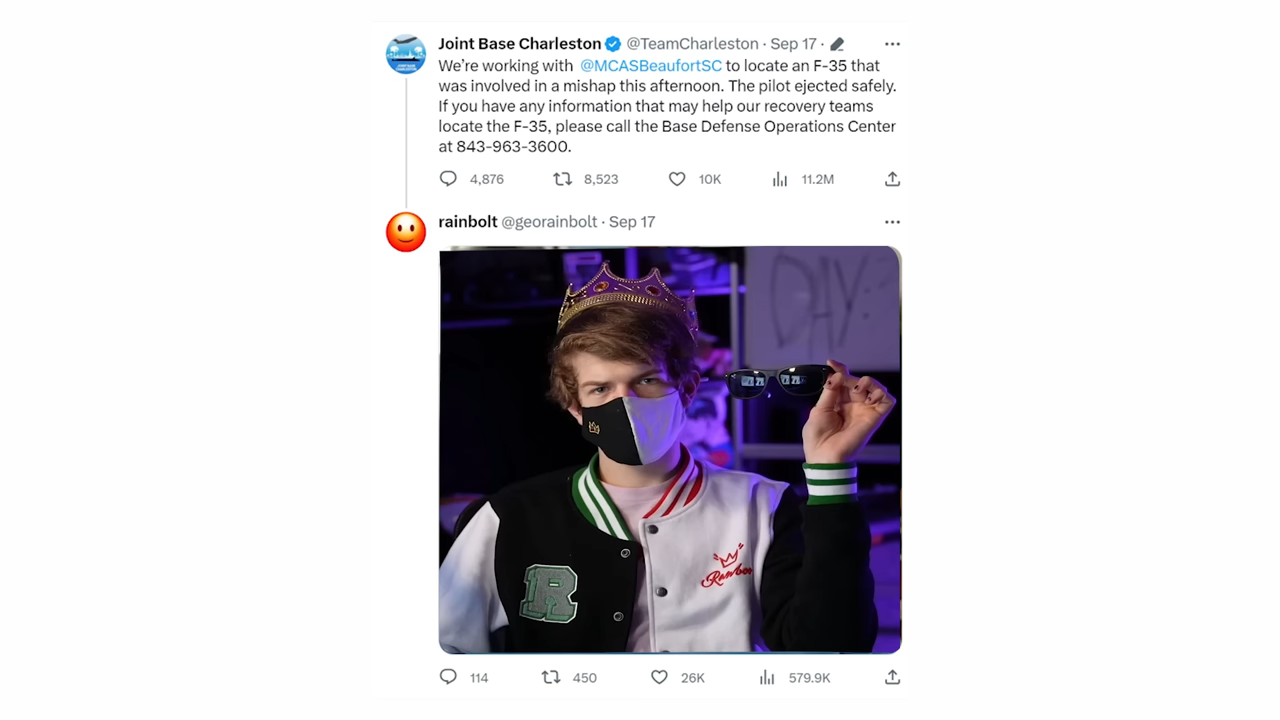 Joint Base Charleston @TeamCharleston · Sep 17 ·
We’re working with @MCASBeaufortSC to locate an F-35 that
was involved in a mishap this afternoon. The pilot ejected safely.
If you have any information that may help our recovery teams
locate the F-35, please call the Base Defense Operations Center
at 843-963-3600.
4,876 8,523 10K 11.2M
rainbolt @georainbolt · Sep 17
DAY:
R
114 450 26K 579.9K